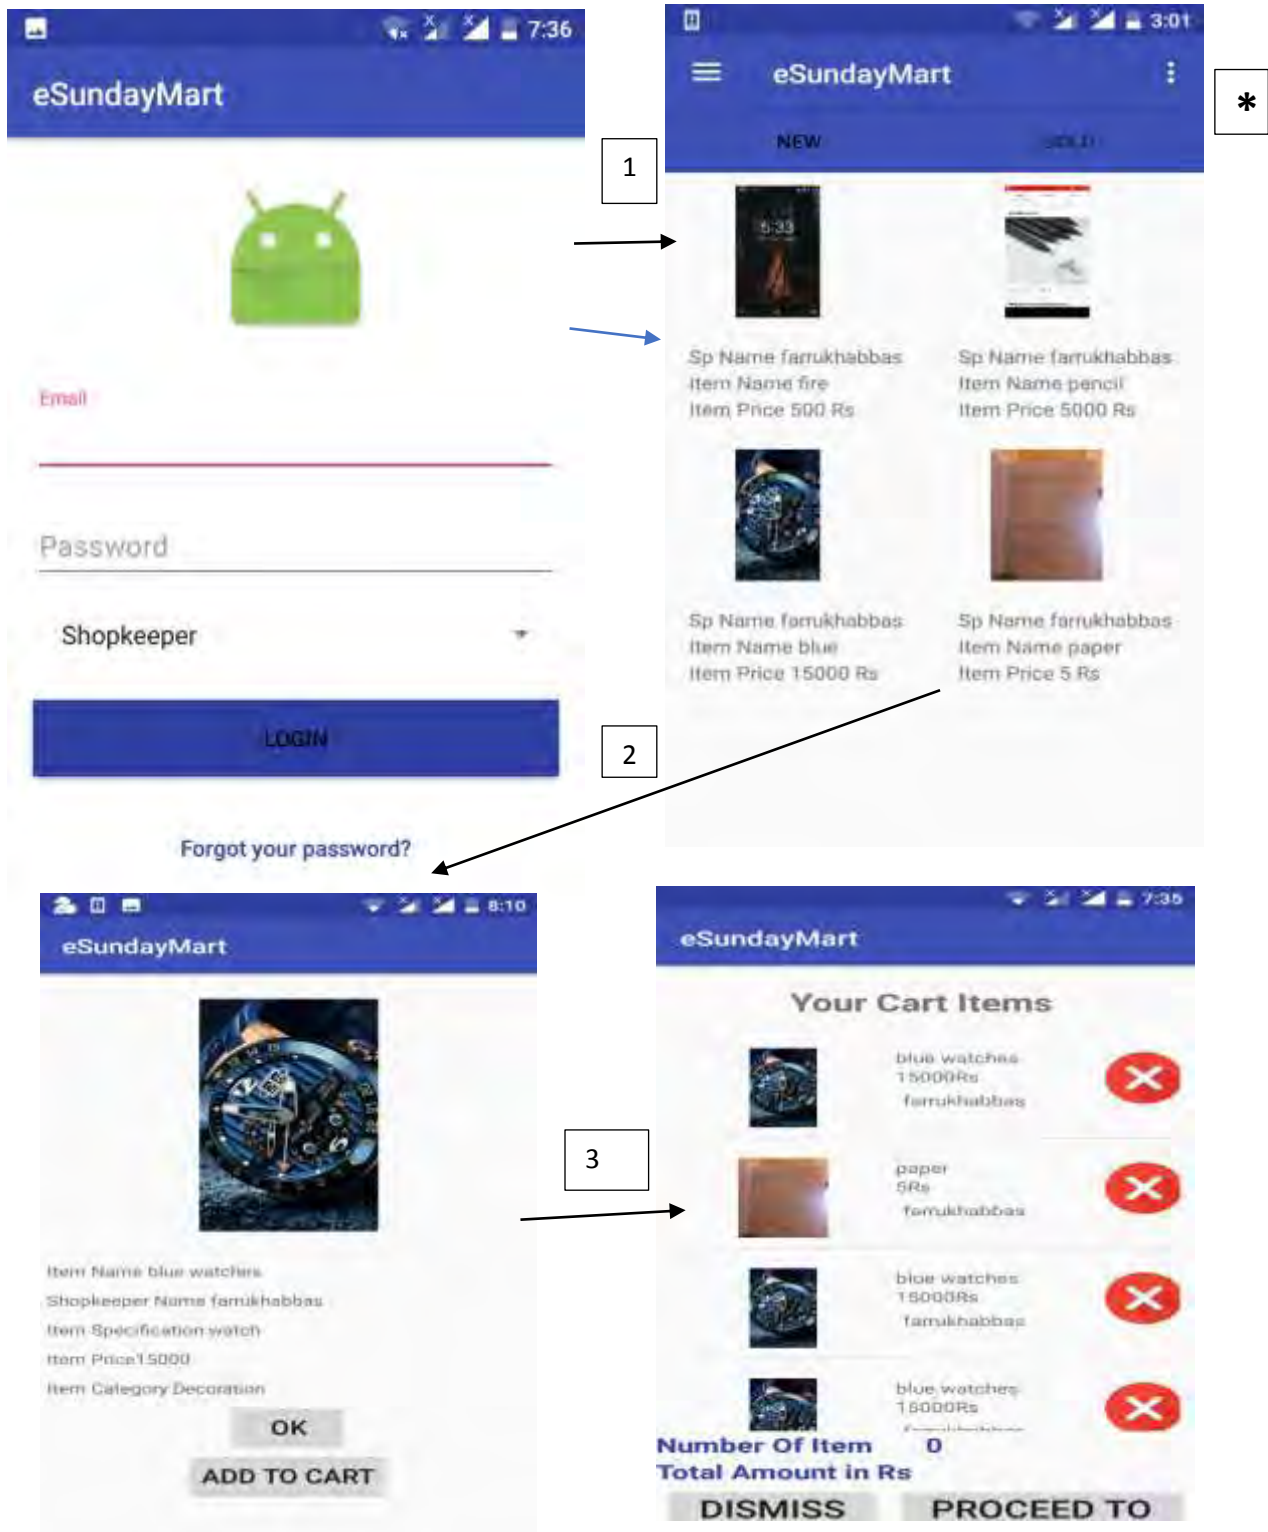 7:36
eSundayMart
Email
Password
Shopkeeper
LOGIN
Forgot your password?
1
3:01
eSundayMart
*
NEW
SOLD
5:33
Sp Name farrukhabbas
Item Name fire
Item Price 500 Rs
Sp Name farrukhabbas
Item Name pencil
Item Price 5000 Rs
Sp Name farrukhabbas
Item Name blue
Item Price 15000 Rs
Sp Name farrukhabbas
Item Name paper
Item Price 5 Rs
2
8:10
eSundayMart
Item Name blue watches
Shopkeeper Name farrukhabbas
Item Specification watch
Item Price15000
Item Category Decoration
OK
ADD TO CART
3
7:35
eSundayMart
Your Cart Items
blue watches
15000Rs
farrukhabbas
paper
5Rs
farrukhabbas
blue watches
15000Rs
farrukhabbas
blue watches
15000Rs
Number Of Item 0
Total Amount in Rs
DISMISS
PROCEED TO